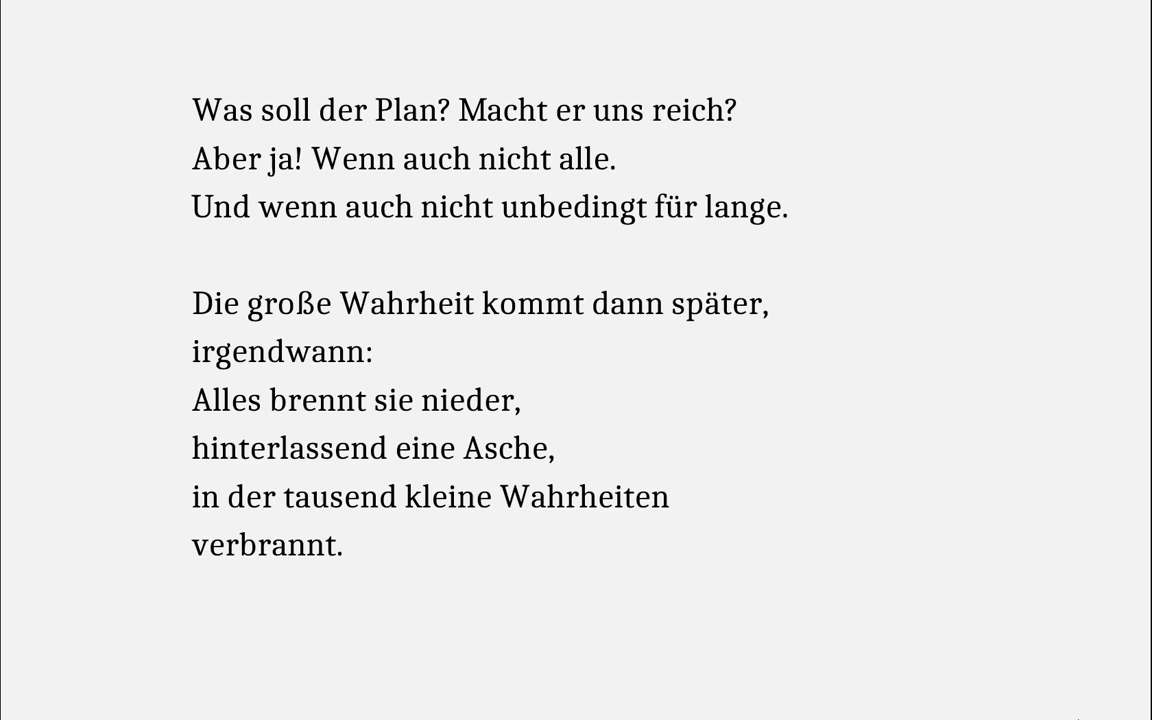 Was soll der Plan? Macht er uns reich?
Aber ja! Wenn auch nicht alle.
Und wenn auch nicht unbedingt für lange.
Die große Wahrheit kommt dann später,
irgendwann:
Alles brennt sie nieder,
hinterlassend eine Asche,
in der tausend kleine Wahrheiten
verbrannt.